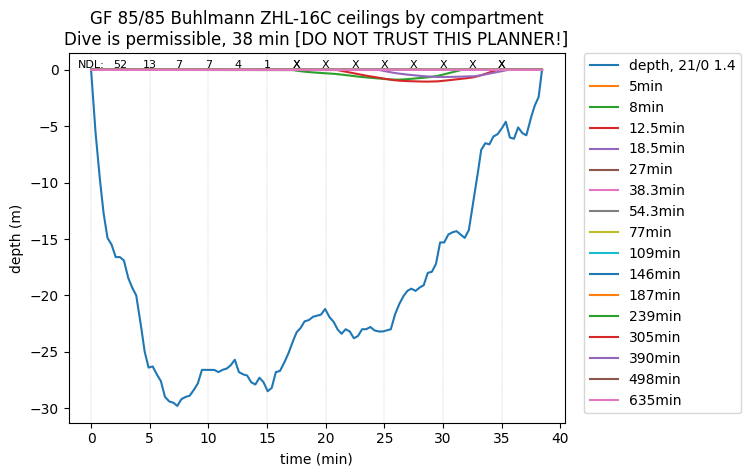 GF 85/85 Buhlmann ZHL-16C ceilings by compartment
Dive is permissible, 38 min [DO NOT TRUST THIS PLANNER!]
NDL: 52 13 7 7 4 1 X X X X X X X X
0
−5
−10
−15
−20
−25
−30
depth (m)
0 5 10 15 20 25 30 35 40
time (min)
depth, 21/0 1.4
5min
8min
12.5min
18.5min
27min
38.3min
54.3min
77min
109min
146min
187min
239min
305min
390min
498min
635min